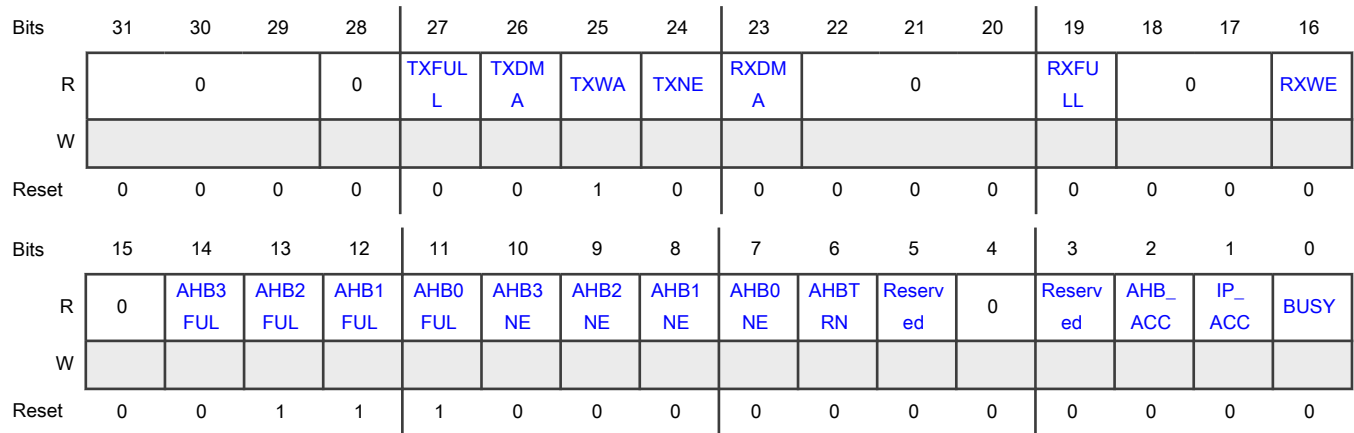 Bits 31 30 29 28 27 26 25 24 23 22 21 20 19 18 17 16
TXFUL TXDM RXDM RXFU
R 0 0 TXWA TXNE 0 0 RXWE
L A A LL
W
Reset 0 0 0 0 0 0 1 0 0 0 0 0 0 0 0 0
Bits 15 14 13 12 11 10 9 8 7 6 5 4 3 2 1 0
AHB3 AHB2 AHB1 AHB0 AHB3 AHB2 AHB1 AHB0 AHBT Reserv Reserv AHB_ IP_
R 0 0 BUSY
FUL FUL FUL FUL NE NE NE NE RN ed ed ACC ACC
W
Reset 0 0 1 1 1 0 0 0 0 0 0 0 0 0 0 0